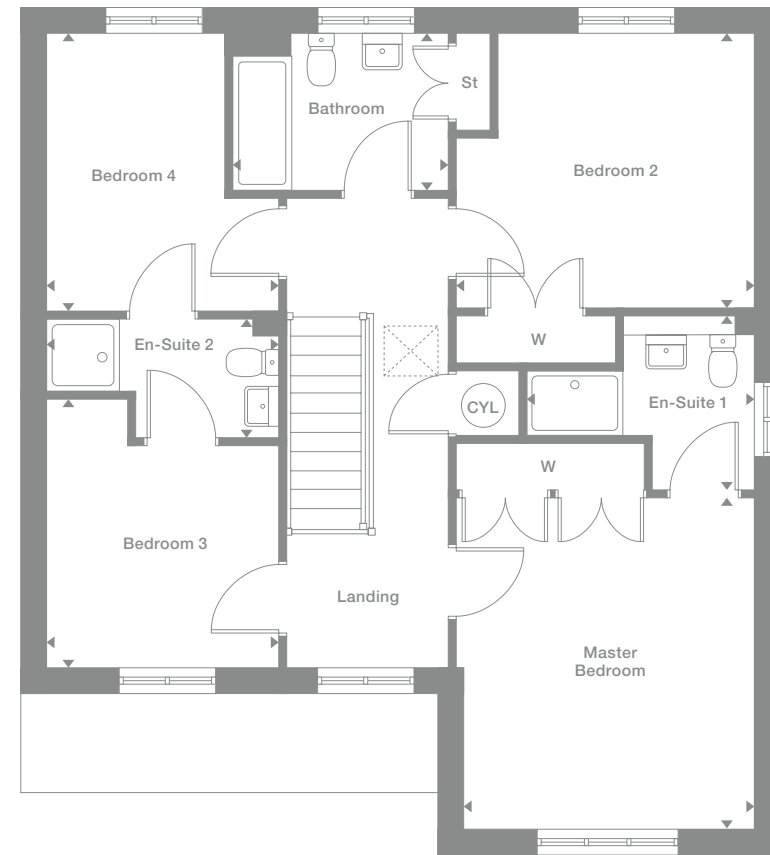 Bathroom
St
Bedroom 4
Bedroom 2
En-Suite 2
W
CYL
En-Suite 1
W
Bedroom 3
Landing
Master
Bedroom